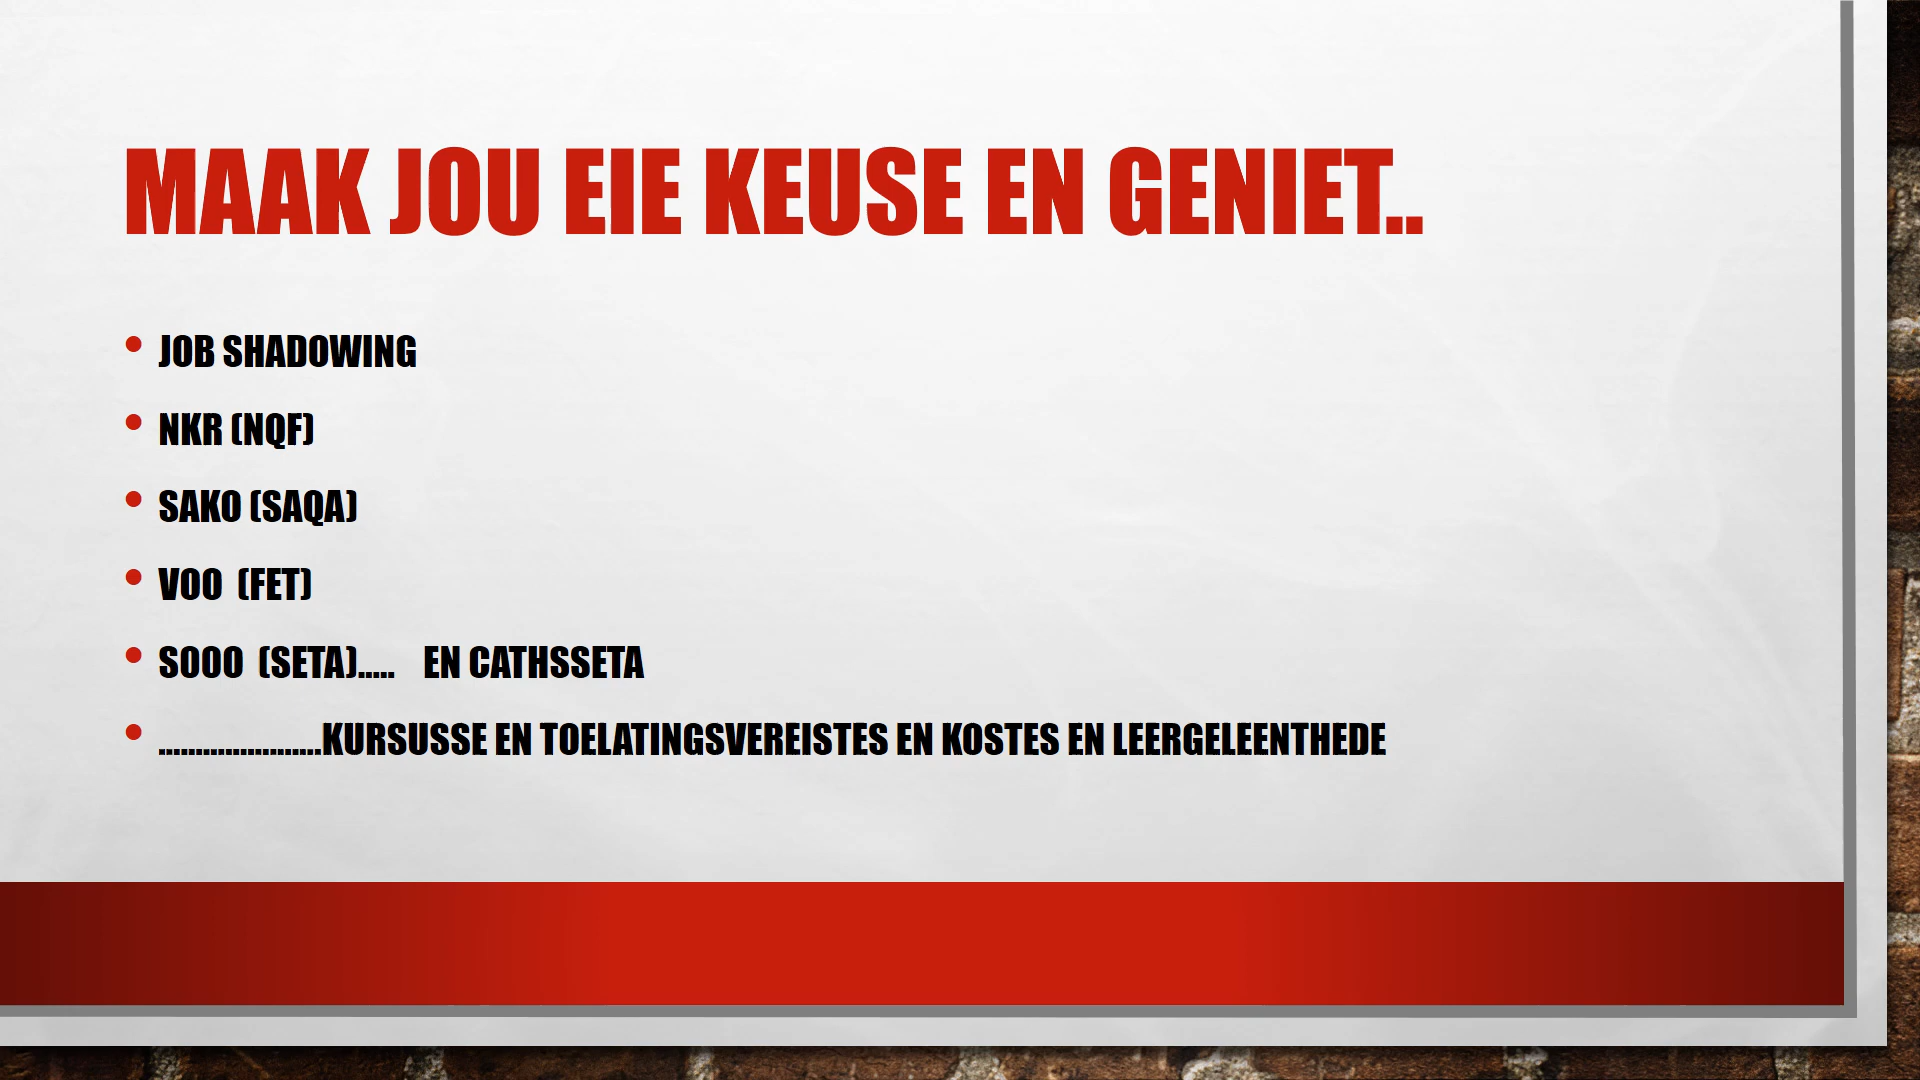 MAAK JOU EIE KEUSE EN GENIET..
• JOB SHADOWING
• NKR (NQF)
• SAKO (SAQA)
• VOO (FET)
• SOOO (SETA)..... EN CATHSSETA
• ......................KURSUSSE EN TOELATINGSVEREISTES EN KOSTES EN LEERGELEENTHEDE